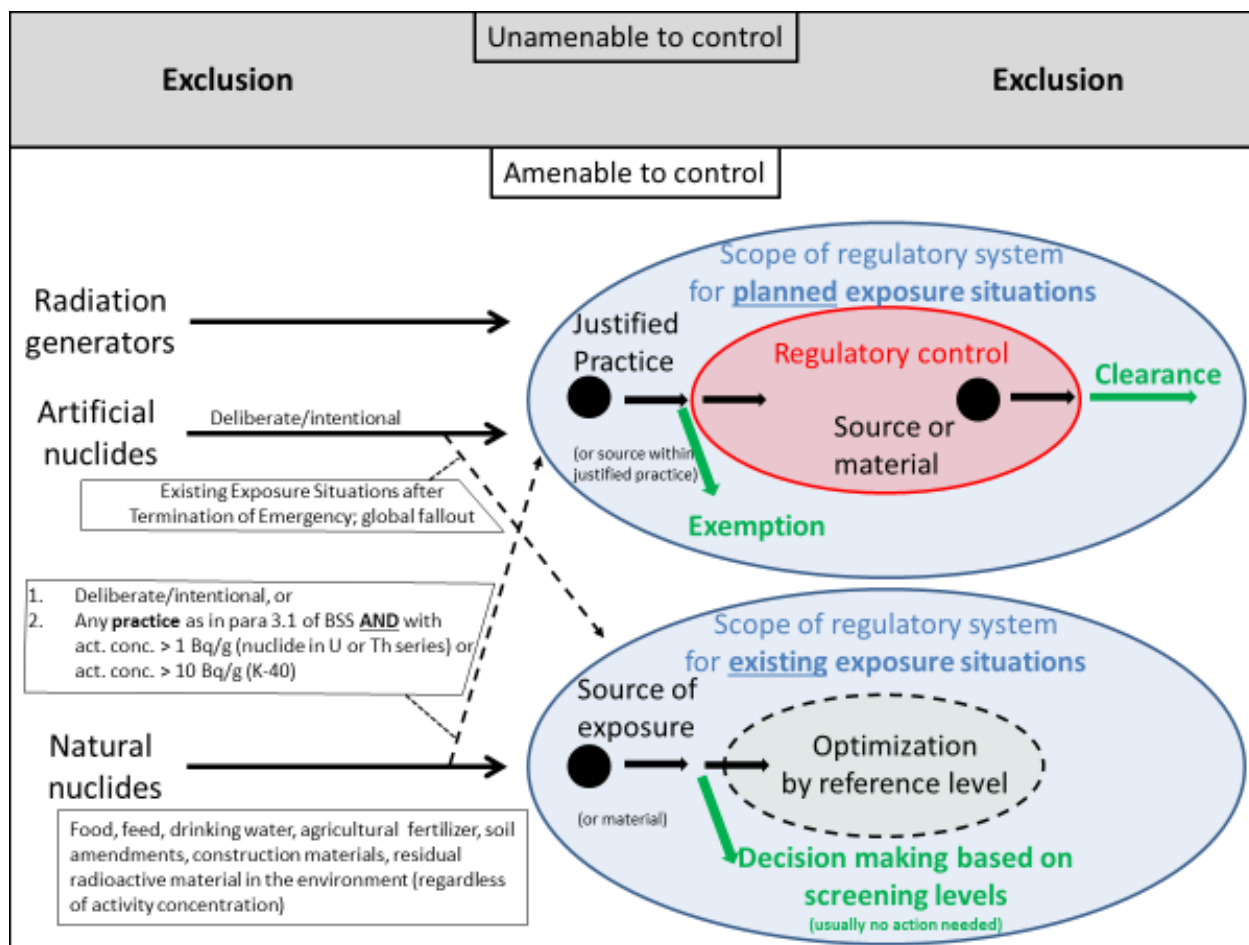 Unamenable to control
Exclusion
Exclusion
Amenable to control
Scope of regulatory system
for planned exposure situations
Radiation
generators
Justified
Practice
Regulatory control
Clearance
Artificial
nuclides
Deliberate/intentional
Source or
material
(or source within
justified practice)
Existing Exposure Situations after
Termination of Emergency; global fallout
Exemption
1. Deliberate/intentional, or
2. Any practice as in para 3.1 of BSS AND with
act. conc. > 1 Bq/g (nuclide in U or Th series) or
act. conc. > 10 Bq/g (K-40)
Scope of regulatory system
for existing exposure situations
Source of
exposure
Natural
nuclides
Optimization
by reference level
(or material)
Food, feed, drinking water, agricultural fertilizer, soil
amendments, construction materials, residual
radioactive material in the environment (regardless
of activity concentration)
Decision making based on
screening levels
(usually no action needed)